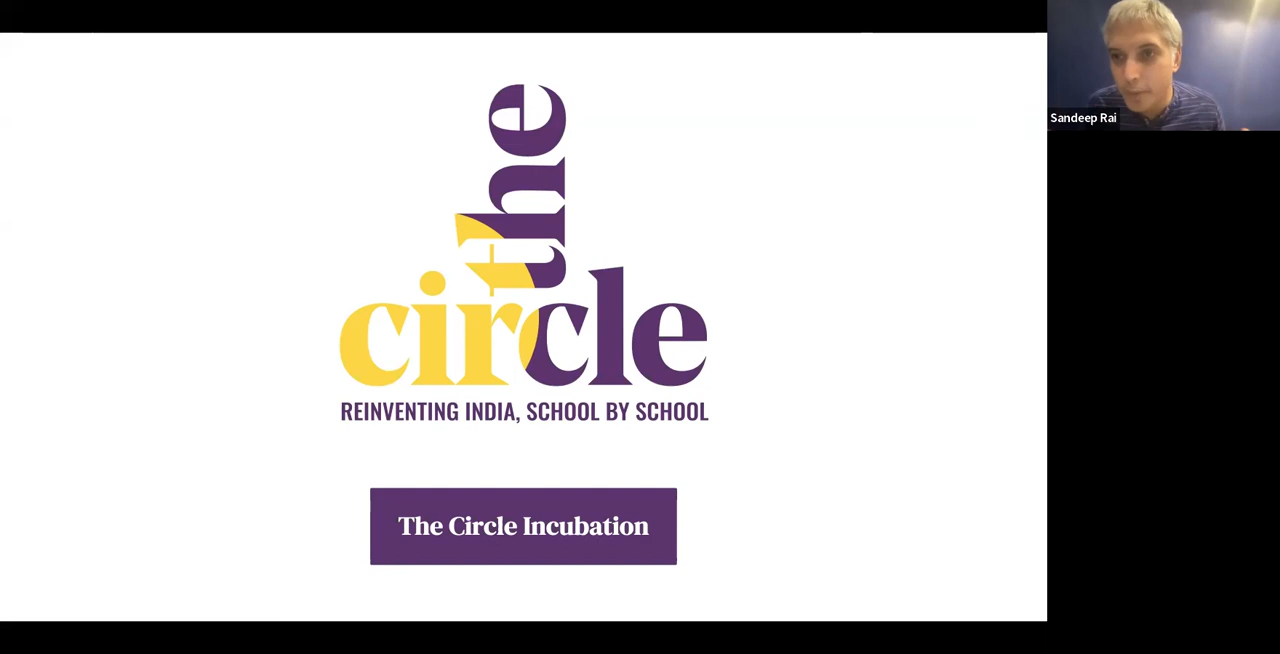 the
circle
REINVENTING INDIA, SCHOOL BY SCHOOL
The Circle Incubation
Sandeep Rai